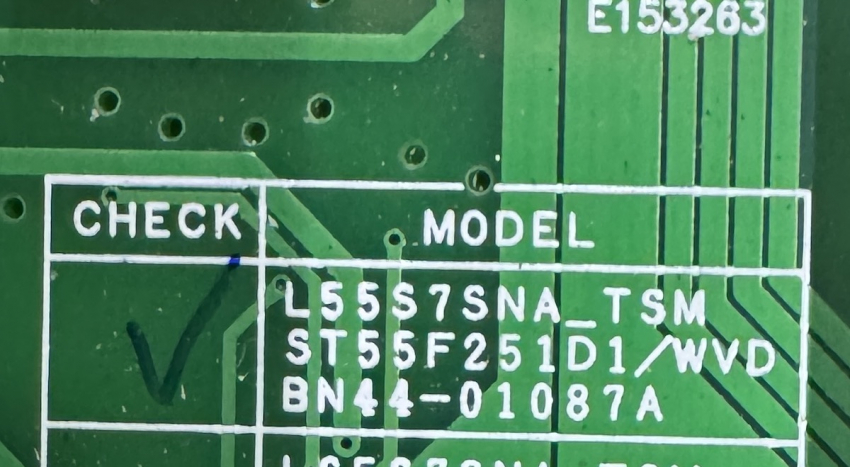 E153263
CHECK MODEL
L55S7SNA_TSM
ST55F251D1/WVD
BN44-01087A